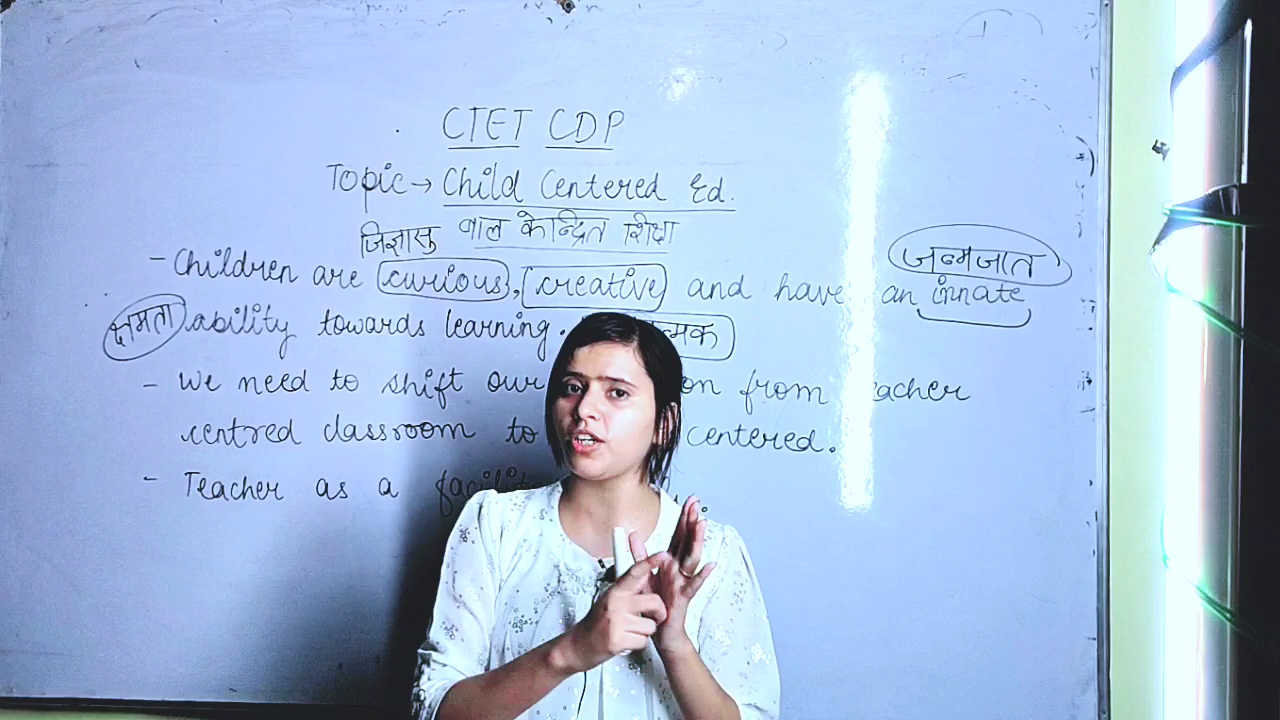 CTET CDP
Topic → Child Centered Ed.
जिज्ञासु बाल केन्द्रित शिक्षा
जन्मजात
- Children are curious, creative and have an innate
क्षमता ability towards learning.
- We need to shift our from
centred classroom to centered.
- Teacher as a